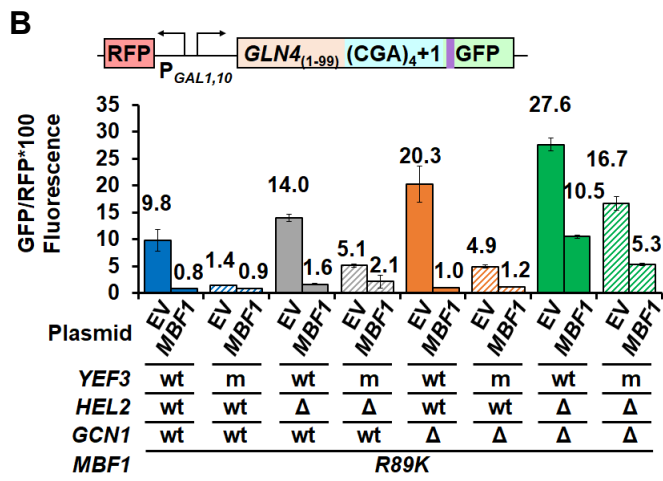 B
RFP GLN4(1-99) (CGA)4+1 GFP
PGAL1,10
GFP/RFP*100
Fluorescence
35
30
25
20
15
10
5
0
9.8 0.8 1.4 0.9 14.0 1.6 5.1 2.1 20.3 1.0 4.9 1.2 27.6 10.5 16.7 5.3
Plasmid EV MBF1 EV MBF1 EV MBF1 EV MBF1 EV MBF1 EV MBF1 EV MBF1 EV MBF1
YEF3 wt m wt m wt m wt m
HEL2 wt wt Δ Δ wt wt Δ Δ
GCN1 wt wt wt wt Δ Δ Δ Δ
MBF1 R89K